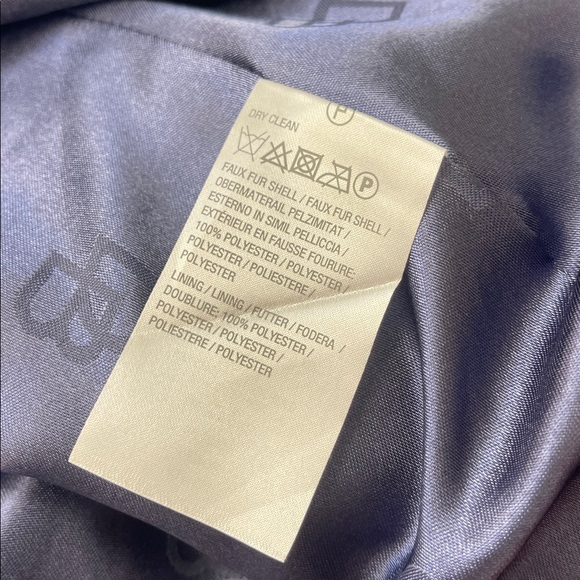 P
DRY CLEAN
P
FAUX FUR SHELL / FAUX FUR SHELL /
OBERMATERAIL PELZIMITAT /
ESTERNO IN SIMIL PELLICCIA /
EXTÉRIEUR EN FAUSSE FOURURE:
100% POLYESTER / POLYESTER /
POLYESTER / POLIESTERE /
POLYESTER
LINING / LINING / FUTTER / FODERA /
DOUBLURE: 100% POLYESTER /
POLYESTER / POLYESTER /
POLIESTERE / POLYESTER